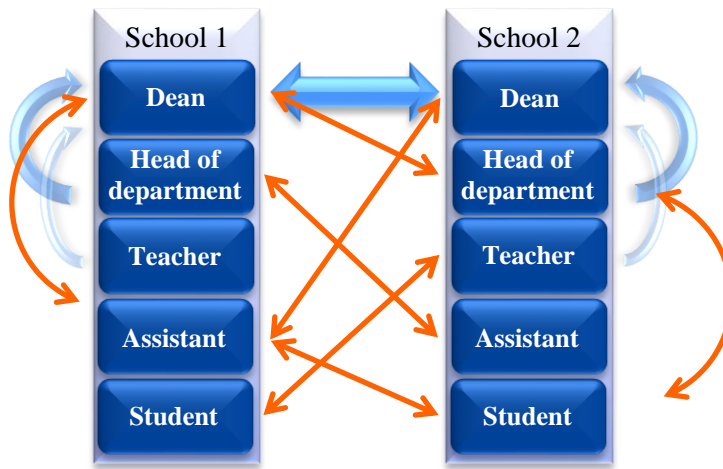 School 1
Dean
Head of
department
Teacher
Assistant
Student
School 2
Dean
Head of
department
Teacher
Assistant
Student